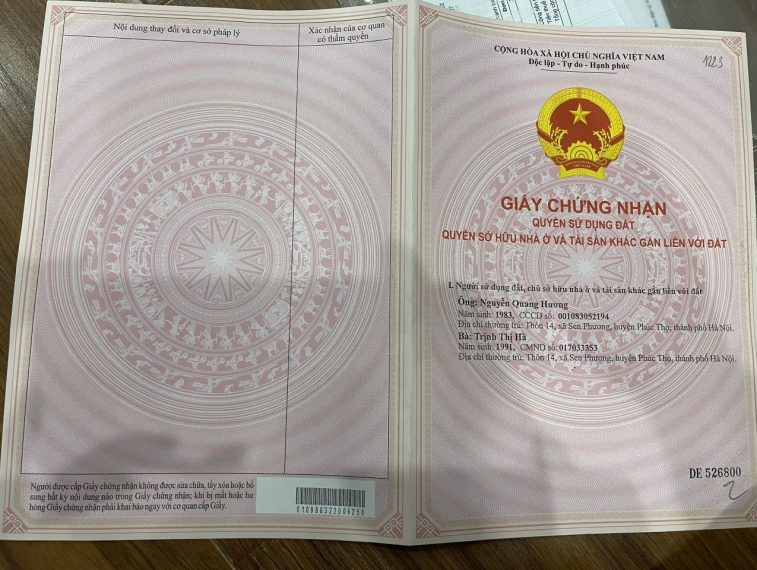 Nội dung thay đổi và cơ sở pháp lý
Xác nhận của cơ quan
có thẩm quyền
Người được cấp Giấy chứng nhận không được sửa chữa, tẩy xóa hoặc bổ
sung bất kỳ nội dung nào trong Giấy chứng nhận; khi bị mất hoặc hư
hỏng Giấy chứng nhận phải khai báo ngay với cơ quan cấp Giấy.
CỘNG HÒA XÃ HỘI CHỦ NGHĨA VIỆT NAM
Độc lập - Tự do - Hạnh phúc
GIẤY CHỨNG NHẬN
QUYỀN SỬ DỤNG ĐẤT
QUYỀN SỞ HỮU NHÀ Ở VÀ TÀI SẢN KHÁC GẮN LIỀN VỚI ĐẤT
I. Người sử dụng đất, chủ sở hữu nhà ở và tài sản khác gắn liền với đất
Ông: Nguyễn Quang Hương
Năm sinh: 1983, CCCD số: 001083052194
Địa chỉ thường trú: Thôn 14, xã Sen Phương, huyện Phúc Thọ, thành phố Hà Nội.
Bà: Trịnh Thị Hà
Năm sinh: 1991, CMND số: 017033353
Địa chỉ thường trú: Thôn 14, xã Sen Phương, huyện Phúc Thọ, thành phố Hà Nội.
DE 526800
2